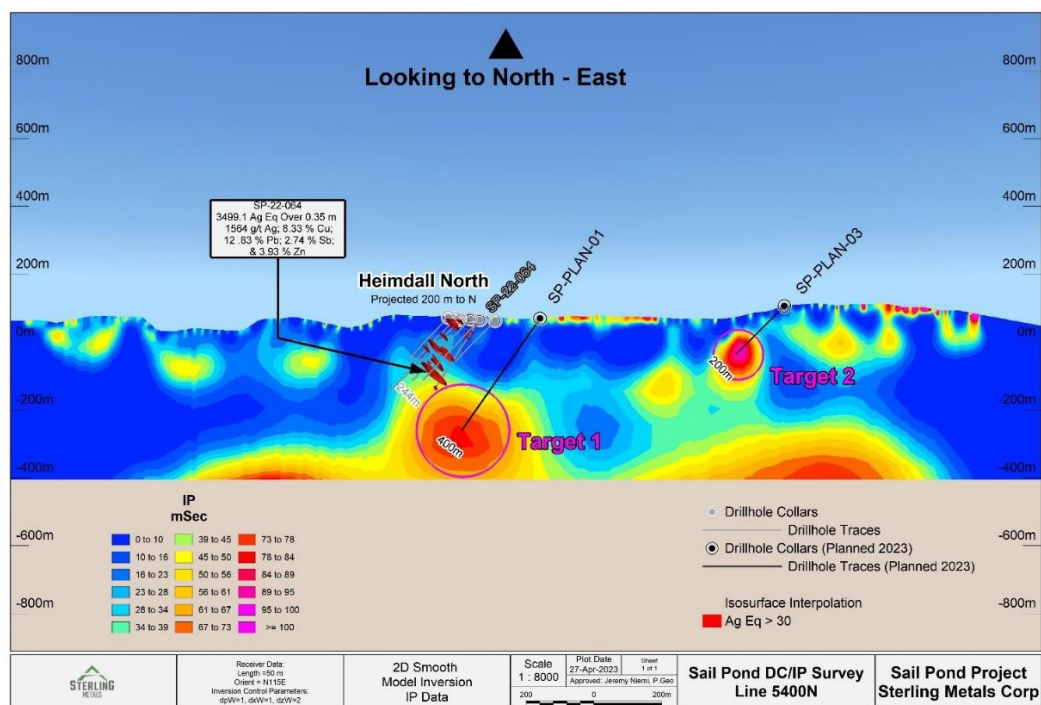 800m
800m
Looking to North - East
600m
600m
400m
400m
SP-22-064
3499.1 Ag Eq Over 0.35 m
1564 g/t Ag; 8.33 % Cu;
12 .83 % Pb; 2.74 % Sb;
& 3.93 % Zn
200m
200m
Heimdall North
Projected 200 m to N
SP-22-064
SP-PLAN-01
SP-PLAN-03
0m
0m
244m
200m
Target 2
-200m
-200m
400m
Target 1
-400m
-400m
IP
mSec
0 to 10
39 to 45
73 to 78
10 to 16
45 to 50
78 to 84
16 to 23
50 to 56
84 to 89
23 to 28
56 to 61
89 to 95
28 to 34
61 to 67
95 to 100
34 to 39
67 to 73
>= 100
Drillhole Collars
Drillhole Traces
Drillhole Collars (Planned 2023)
Drillhole Traces (Planned 2023)
Isosurface Interpolation
Ag Eq > 30
-600m
-600m
-800m
-800m
STERLING
METALS
Receiver Data:
Length =50 m
Orient = N115E
Inversion Control Parameters:
dpW=1, dxW=1, dzW=2
2D Smooth
Model Inversion
IP Data
Scale
1 : 8000
Plot Date
27-Apr-2023
Sheet
1 of 1
Approved: Jeremy Niemi, P.Geo
200 0 200m
Sail Pond DC/IP Survey
Line 5400N
Sail Pond Project
Sterling Metals Corp